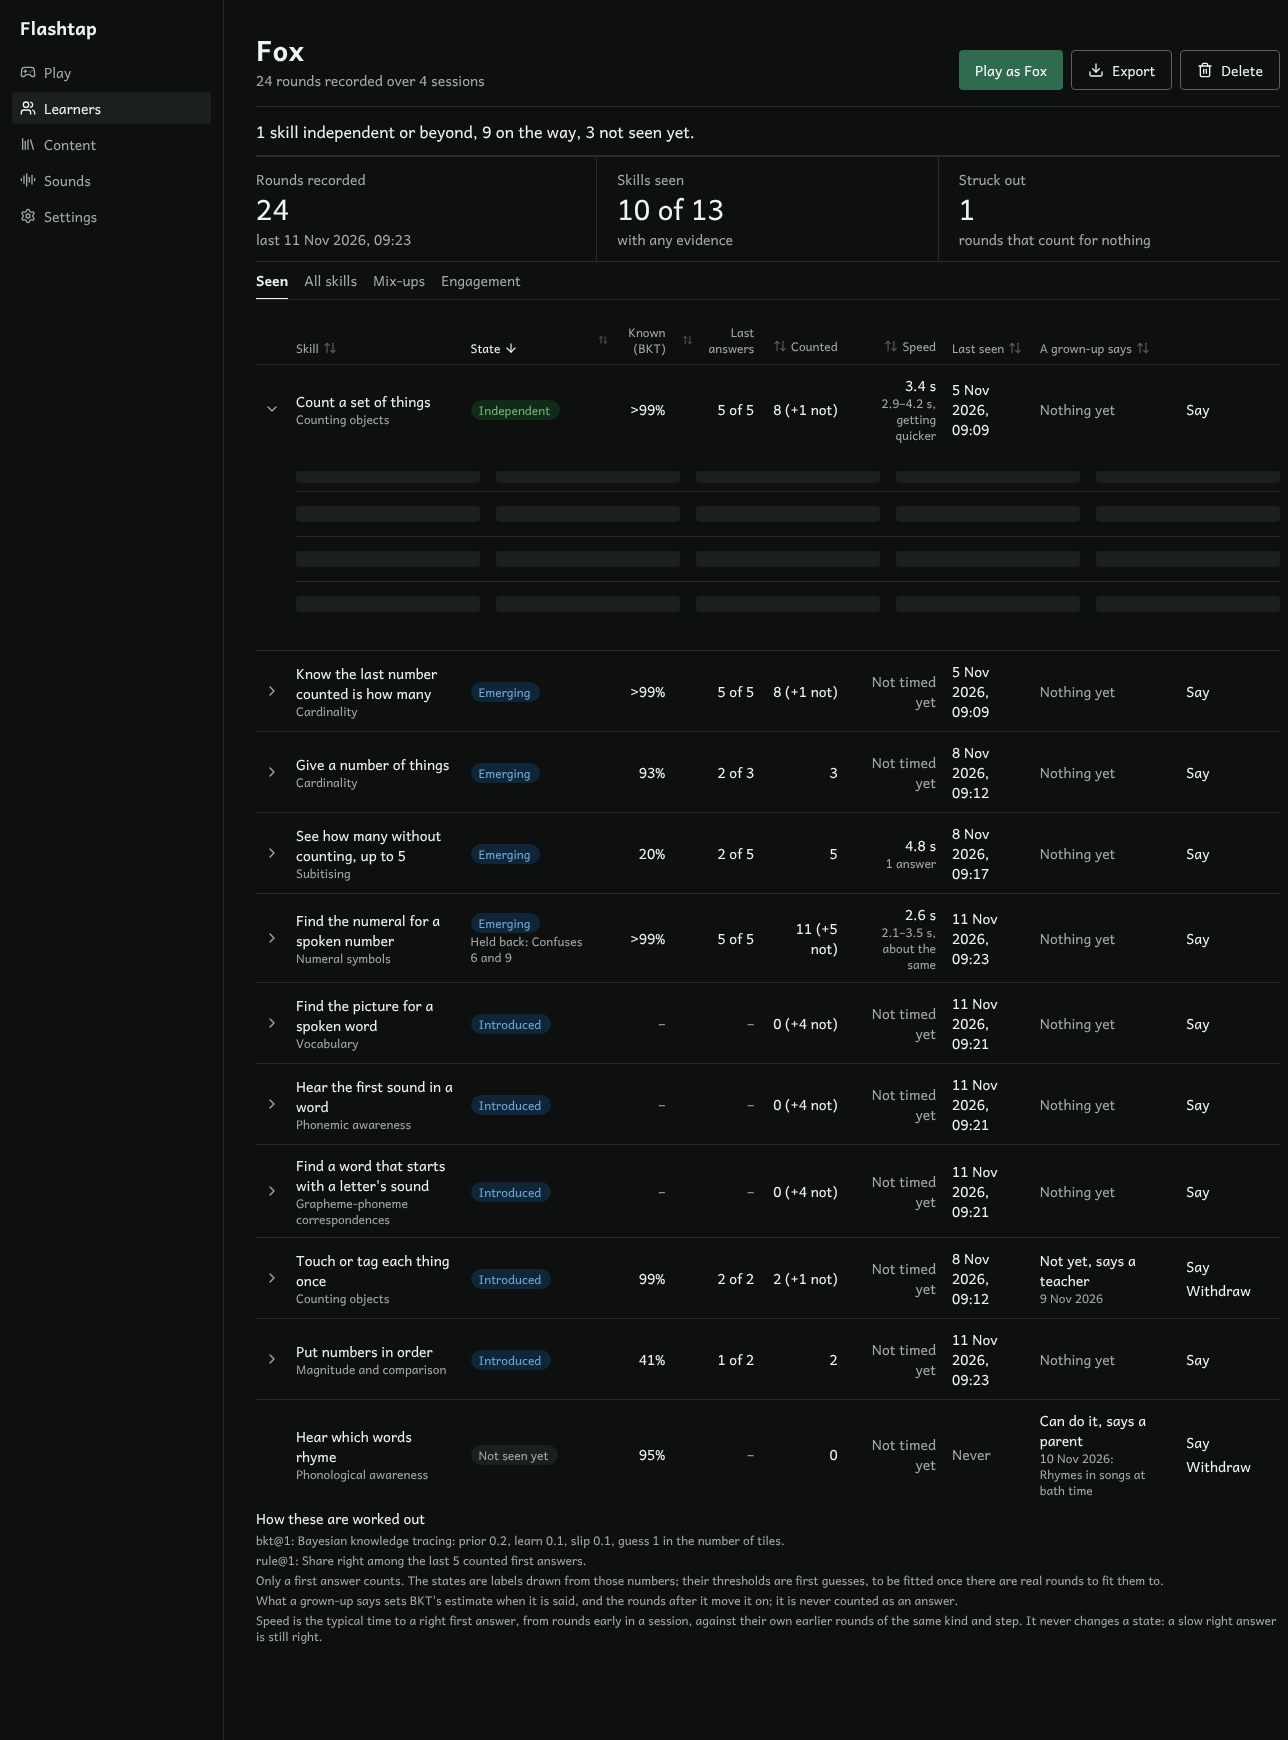 Flashtap
Play
Learners
Content
Sounds
Settings
Fox
24 rounds recorded over 4 sessions
Play as Fox
Export
Delete
1 skill independent or beyond, 9 on the way, 3 not seen yet.
Rounds recorded
24
last 11 Nov 2026, 09:23
Skills seen
10 of 13
with any evidence
Struck out
1
rounds that count for nothing
Seen All skills Mix-ups Engagement
Skill
State
Known
(BKT)
Last
answers
Counted
Speed
Last seen
A grown-up says
Count a set of things
Counting objects
Independent
>99%
5 of 5
8 (+1 not)
3.4 s
2.9–4.2 s,
getting
quicker
5 Nov
2026,
09:09
Nothing yet
Say
Know the last number
counted is how many
Cardinality
Emerging
>99%
5 of 5
8 (+1 not)
Not timed
yet
5 Nov
2026,
09:09
Nothing yet
Say
Give a number of things
Cardinality
Emerging
93%
2 of 3
3
Not timed
yet
8 Nov
2026,
09:12
Nothing yet
Say
See how many without
counting, up to 5
Subitising
Emerging
20%
2 of 5
5
4.8 s
1 answer
8 Nov
2026,
09:17
Nothing yet
Say
Find the numeral for a
spoken number
Numeral symbols
Emerging
Held back: Confuses
6 and 9
>99%
5 of 5
11 (+5
not)
2.6 s
2.1–3.5 s,
about the
same
11 Nov
2026,
09:23
Nothing yet
Say
Find the picture for a
spoken word
Vocabulary
Introduced
–
–
0 (+4 not)
Not timed
yet
11 Nov
2026,
09:21
Nothing yet
Say
Hear the first sound in a
word
Phonemic awareness
Introduced
–
–
0 (+4 not)
Not timed
yet
11 Nov
2026,
09:21
Nothing yet
Say
Find a word that starts
with a letter's sound
Grapheme-phoneme
correspondences
Introduced
–
–
0 (+4 not)
Not timed
yet
11 Nov
2026,
09:21
Nothing yet
Say
Touch or tag each thing
once
Counting objects
Introduced
99%
2 of 2
2 (+1 not)
Not timed
yet
8 Nov
2026,
09:12
Not yet, says a
teacher
9 Nov 2026
Say
Withdraw
Put numbers in order
Magnitude and comparison
Introduced
41%
1 of 2
2
Not timed
yet
11 Nov
2026,
09:23
Nothing yet
Say
Hear which words
rhyme
Phonological awareness
Not seen yet
95%
–
0
Not timed
yet
Never
Can do it, says a
parent
10 Nov 2026:
Rhymes in songs at
bath time
Say
Withdraw
How these are worked out
bkt@1: Bayesian knowledge tracing: prior 0.2, learn 0.1, slip 0.1, guess 1 in the number of tiles.
rule@1: Share right among the last 5 counted first answers.
Only a first answer counts. The states are labels drawn from those numbers; their thresholds are first guesses, to be fitted once there are real rounds to fit them to.
What a grown-up says sets BKT's estimate when it is said, and the rounds after it move it on; it is never counted as an answer.
Speed is the typical time to a right first answer, from rounds early in a session, against their own earlier rounds of the same kind and step. It never changes a state: a slow right answer
is still right.